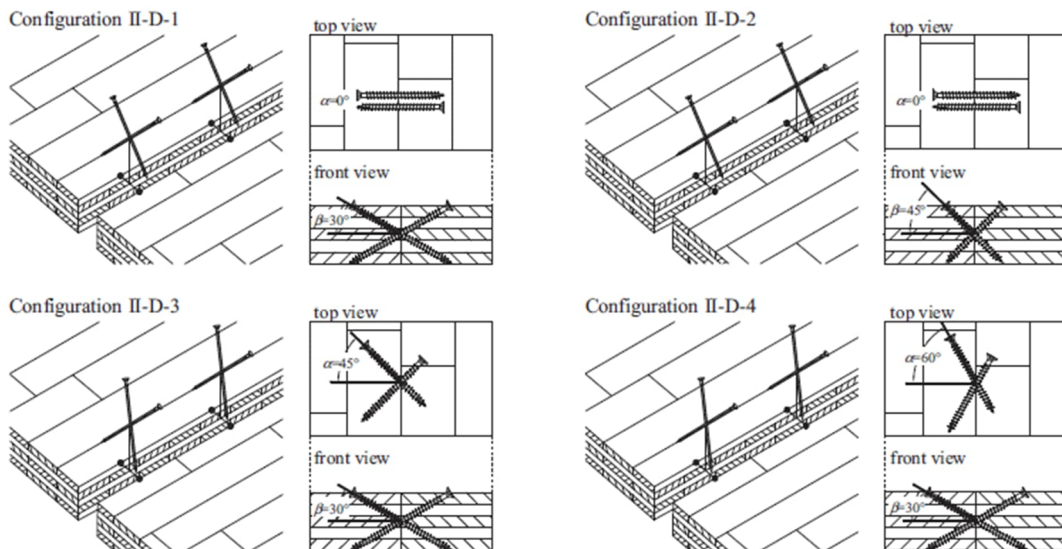 Configuration II-D-1
top view
α=0°
front view
β=30°
Configuration II-D-2
top view
α=0°
front view
β=45°
Configuration II-D-3
top view
α=45°
front view
β=30°
Configuration II-D-4
top view
α=60°
front view
β=30°